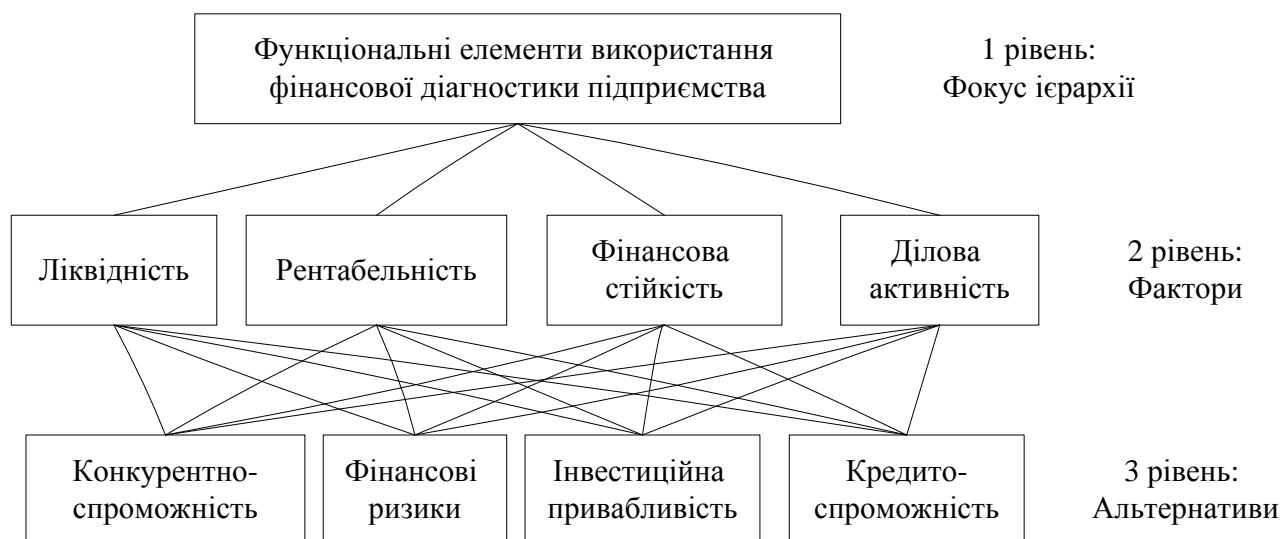 Функціональні елементи використання
фінансової діагностики підприємства
1 рівень:
Фокус ієрархії
Ліквідність
Рентабельність
Фінансова
стійкість
Ділова
активність
2 рівень:
Фактори
Конкурентно-
спроможність
Фінансові
ризики
Інвестиційна
привабливість
Кредито-
спроможність
3 рівень:
Альтернативи